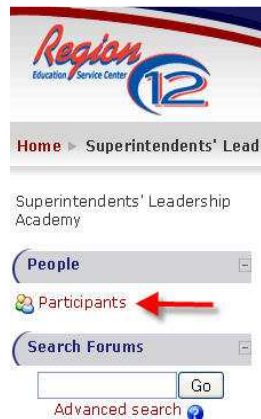 Region
Education Service Center
12
Home ► Superintendents' Lead
Superintendents' Leadership
Academy
People
Participants
Search Forums
Go
Advanced search